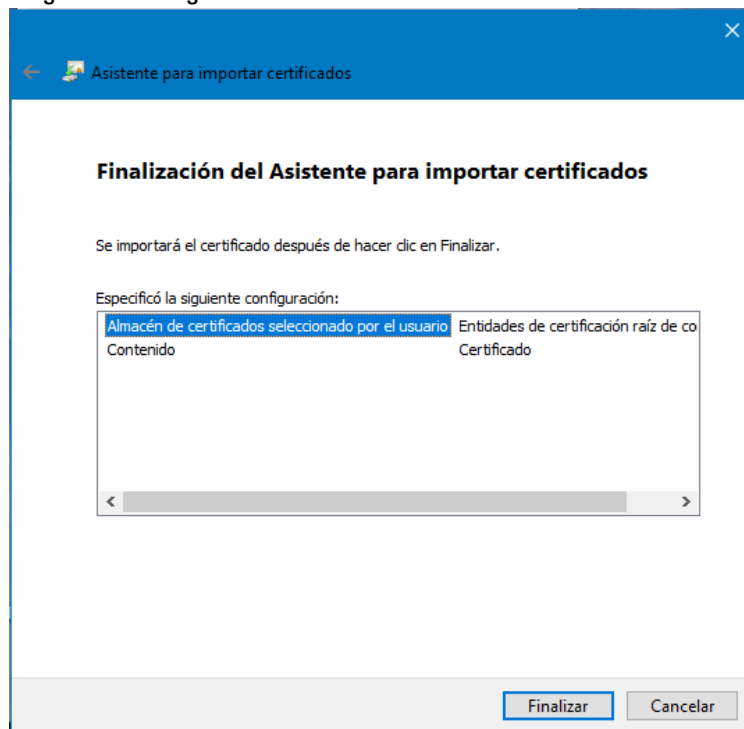 Asistente para importar certificados
Finalización del Asistente para importar certificados
Se importará el certificado después de hacer clic en Finalizar.
Especificó la siguiente configuración:
Almacén de certificados seleccionado por el usuario Entidades de certificación raíz de co
Contenido Certificado
Finalizar Cancelar